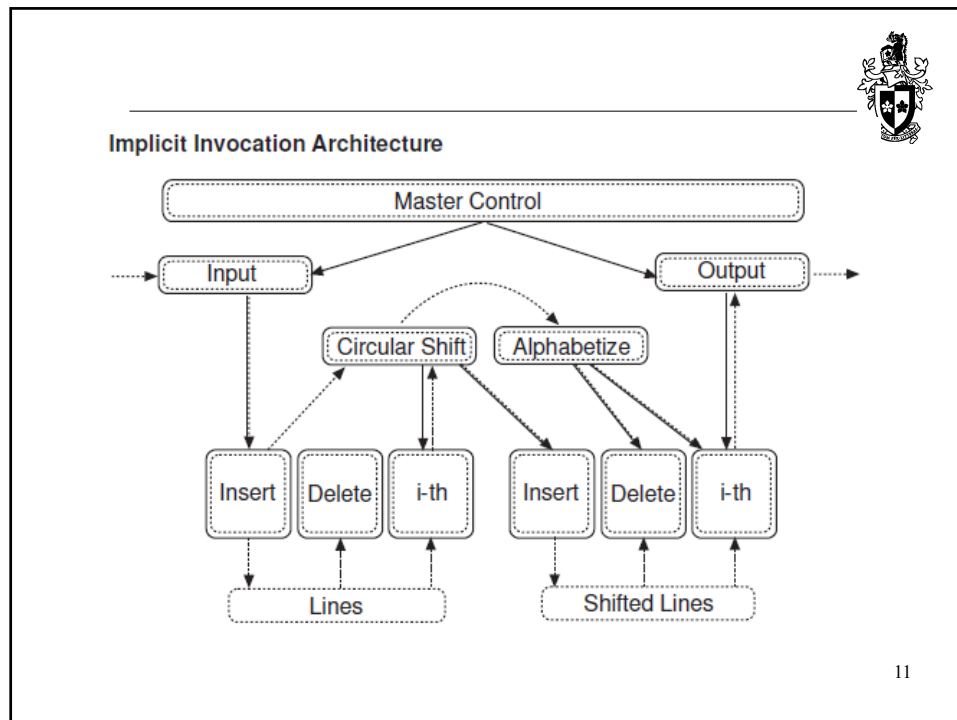 Implicit Invocation Architecture
Master Control
Input
Output
Circular Shift
Alphabetize
Insert
Delete
i-th
Insert
Delete
i-th
Lines
Shifted Lines
11